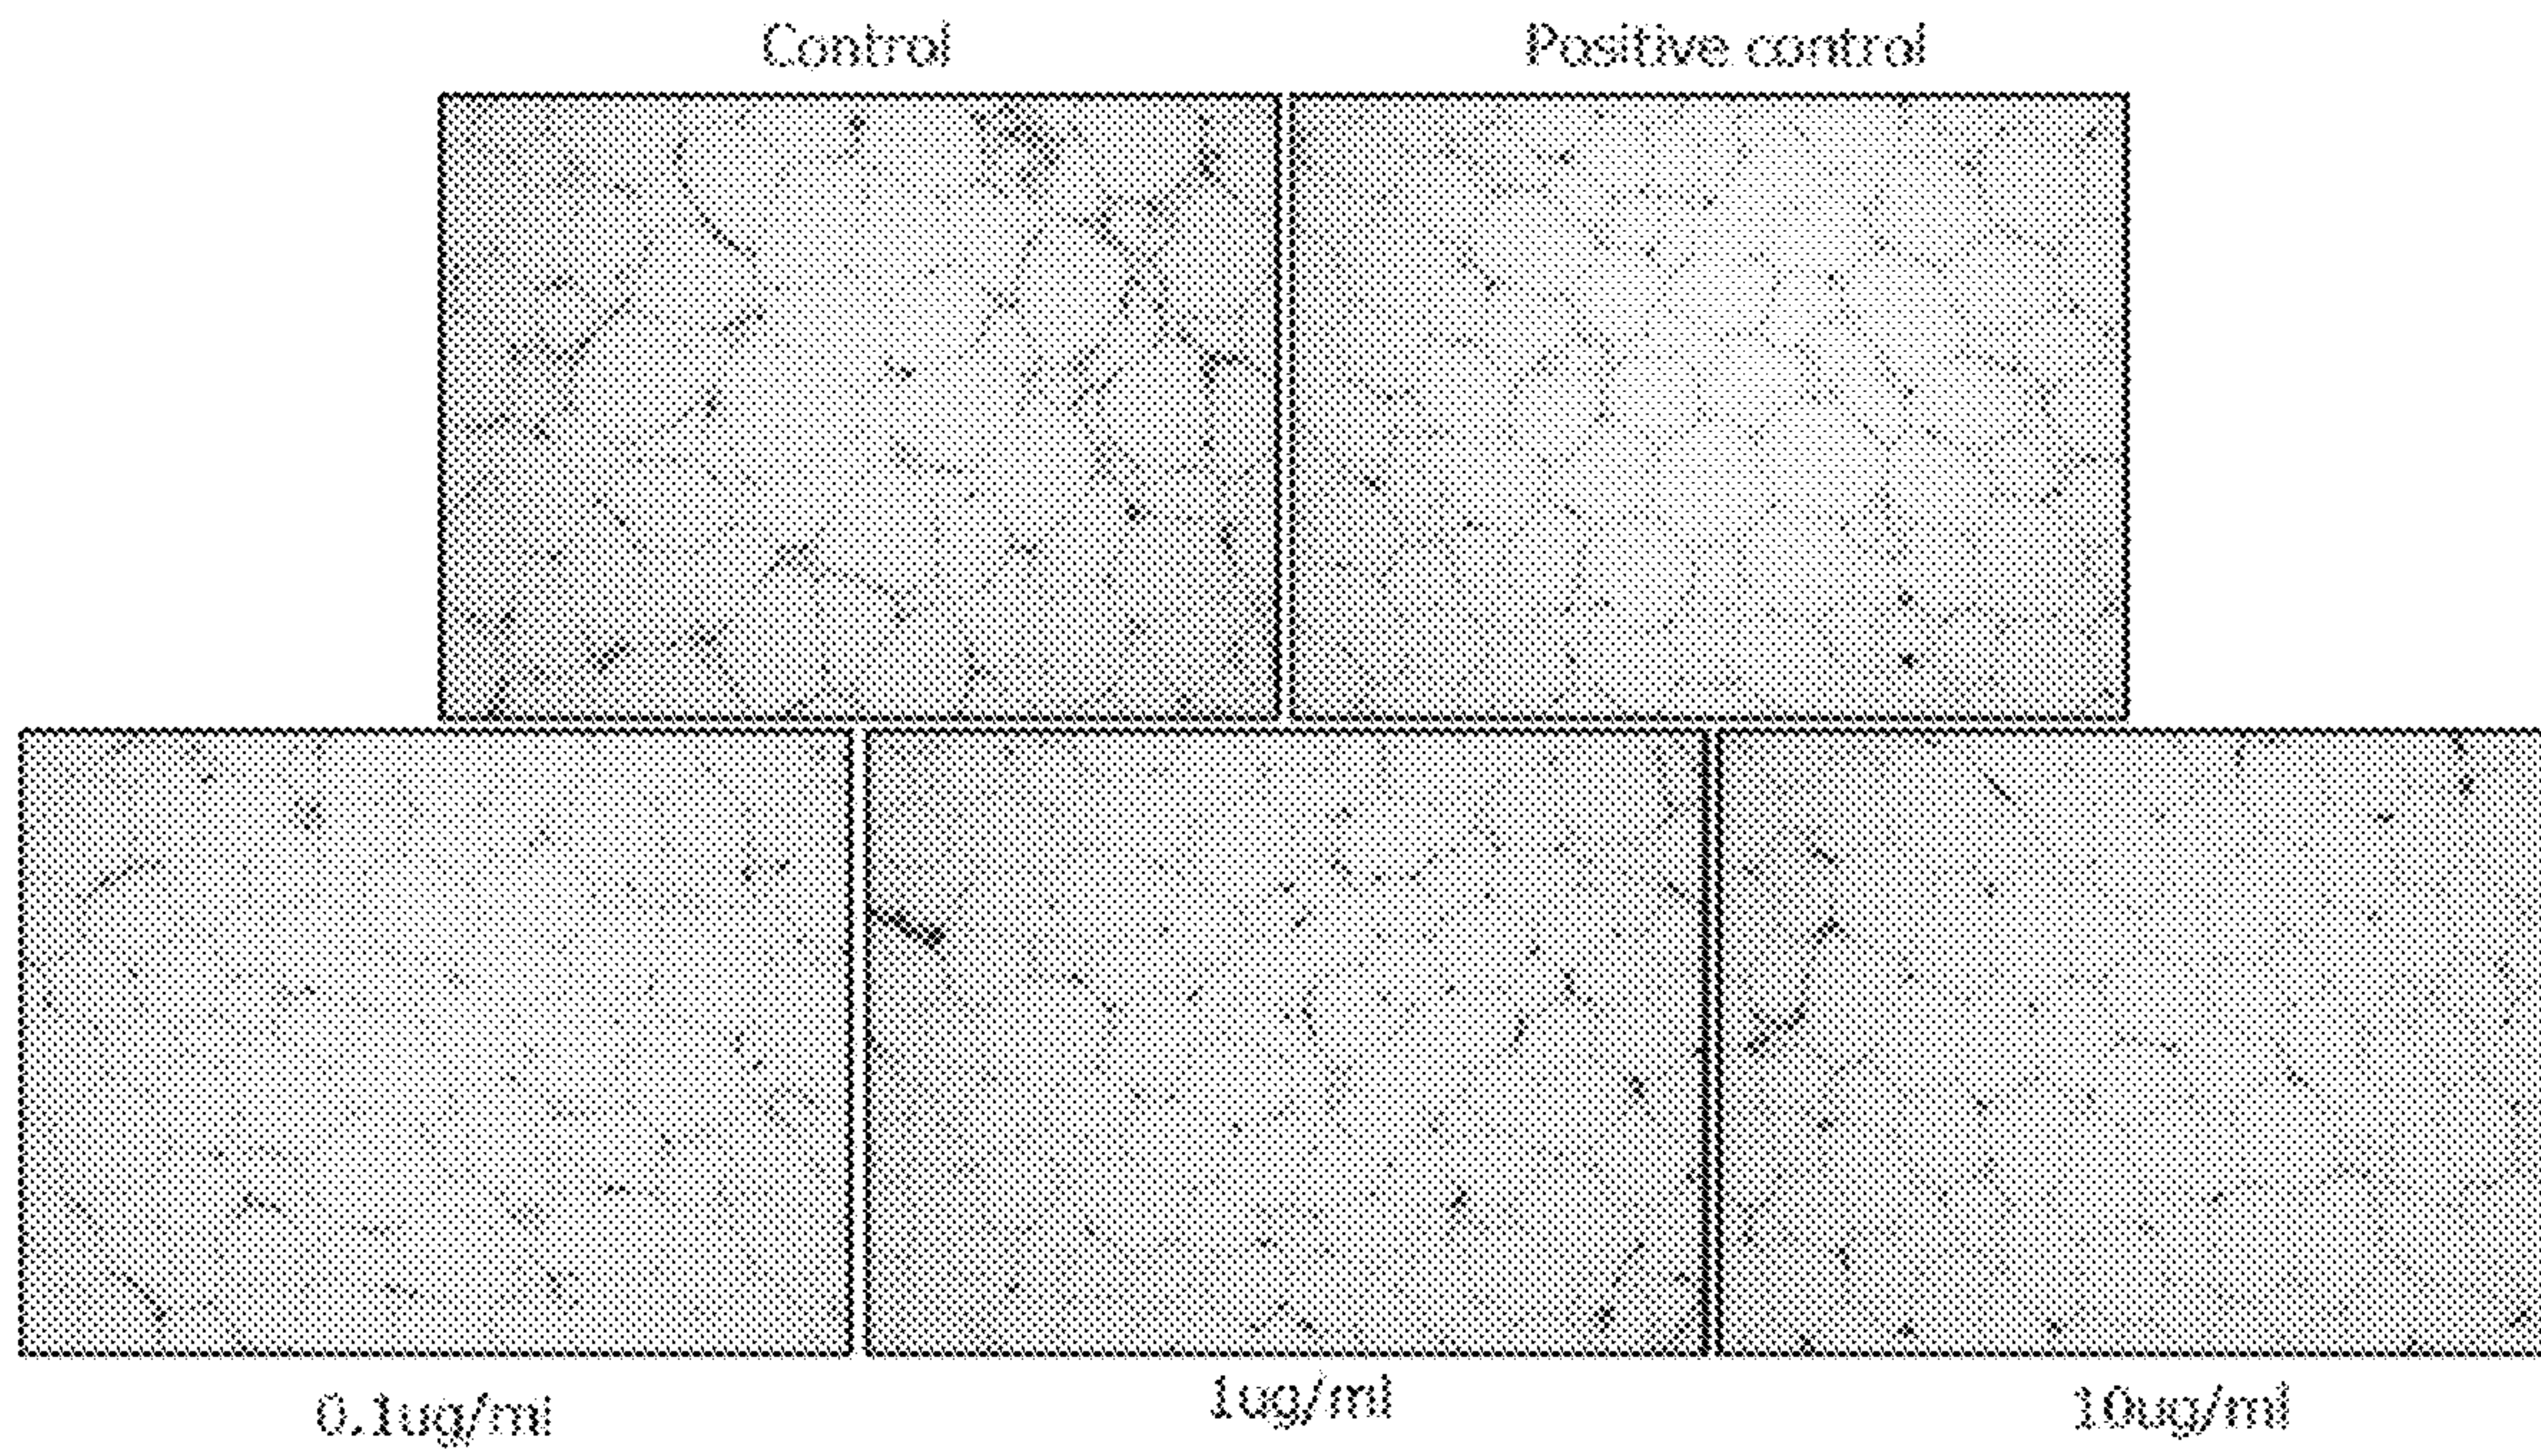 Control
Positive control
0.1ug/ml
1ug/ml
10ug/ml